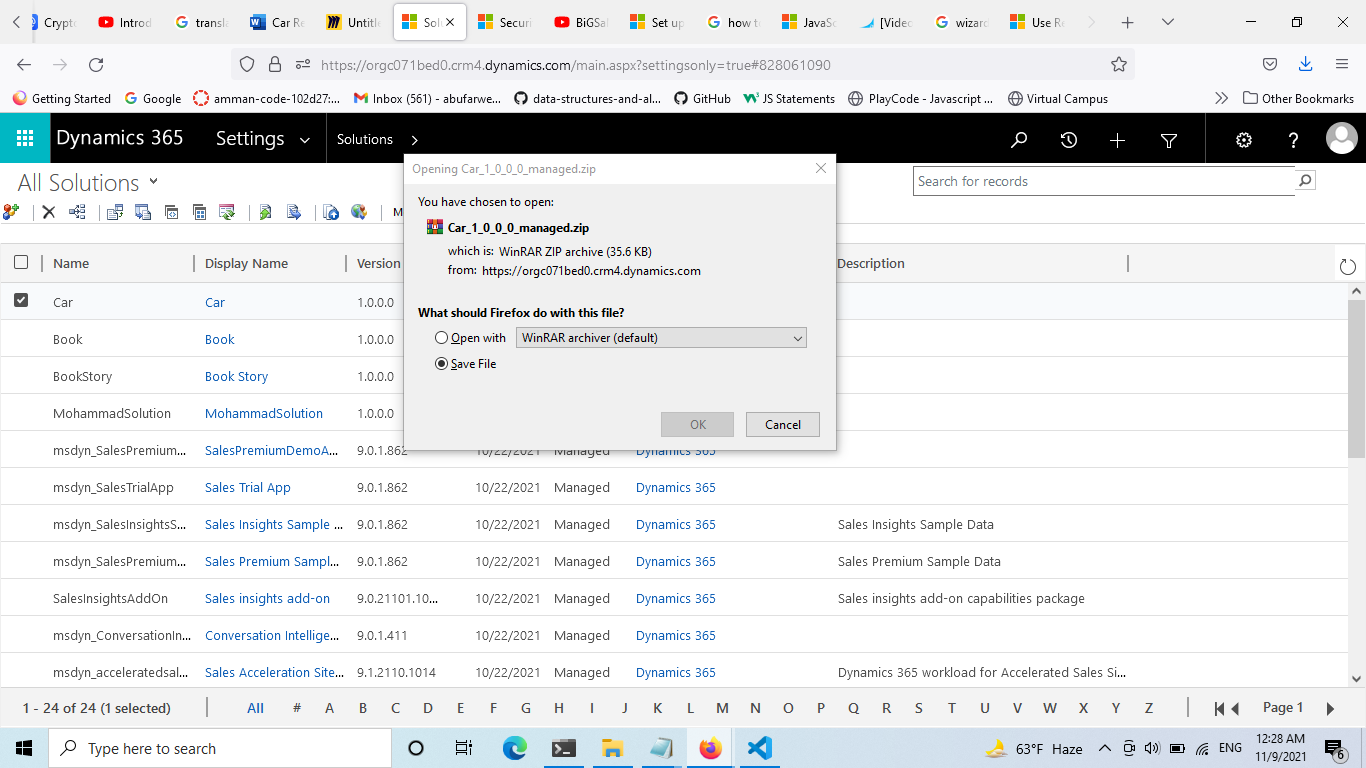 Crypto
Introd
transla
Car Re
Untitle
Solu
Securi
BiGSal
Set up
how to
JavaSc
[Video
wizard
Use Re
https://orgc071bed0.crm4.dynamics.com/main.aspx?settingsonly=true#828061090
Getting Started
Google
amman-code-102d27:...
Inbox (561) - abufarwe...
data-structures-and-al...
GitHub
JS Statements
PlayCode - Javascript ...
Virtual Campus
Other Bookmarks
Dynamics 365
Settings
Solutions
All Solutions
Search for records
M
Opening Car_1_0_0_0_managed.zip
You have chosen to open:
Car_1_0_0_0_managed.zip
which is: WinRAR ZIP archive (35.6 KB)
from: https://orgc071bed0.crm4.dynamics.com
What should Firefox do with this file?
Open with WinRAR archiver (default)
Save File
OK Cancel
Name Display Name Version Description
Car Car 1.0.0.0
Book Book 1.0.0.0
BookStory Book Story 1.0.0.0
MohammadSolution MohammadSolution 1.0.0.0
msdyn_SalesPremium... SalesPremiumDemoA... 9.0.1.862 10/22/2021 Managed Dynamics 365
msdyn_SalesTrialApp Sales Trial App 9.0.1.862 10/22/2021 Managed Dynamics 365
msdyn_SalesInsightsS... Sales Insights Sample ... 9.0.1.862 10/22/2021 Managed Dynamics 365 Sales Insights Sample Data
msdyn_SalesPremium... Sales Premium Sampl... 9.0.1.862 10/22/2021 Managed Dynamics 365 Sales Premium Sample Data
SalesInsightsAddOn Sales insights add-on 9.0.21101.10... 10/22/2021 Managed Dynamics 365 Sales insights add-on capabilities package
msdyn_ConversationIn... Conversation Intellige... 9.0.1.411 10/22/2021 Managed Dynamics 365
msdyn_acceleratedsal... Sales Acceleration Site... 9.1.2110.1014 10/22/2021 Managed Dynamics 365 Dynamics 365 workload for Accelerated Sales Si...
1 - 24 of 24 (1 selected) All # A B C D E F G H I J K L M N O P Q R S T U V W X Y Z Page 1
Type here to search
63°F Haze
ENG
12:28 AM
11/9/2021
6